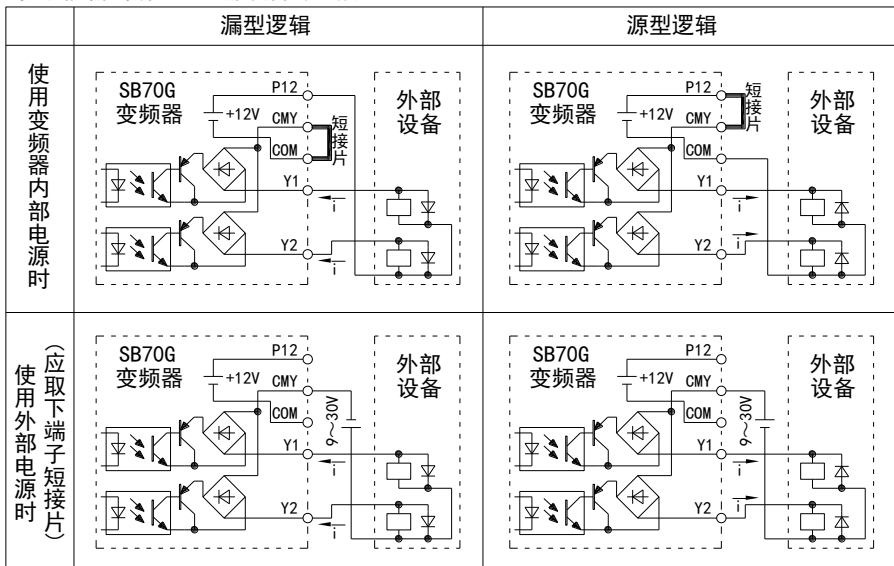 漏型逻辑
源型逻辑
使用变频器内部电源时
SB70G
变频器
+12V
P12
CMY
COM
Y1
Y2
短接片
i
i
外部
设备
SB70G
变频器
+12V
P12
CMY
COM
Y1
Y2
短接片
i
i
外部
设备
使用外部电源时
(应取下端子短接片)
SB70G
变频器
+12V
P12
CMY
COM
Y1
Y2
9~30V
i
i
外部
设备
SB70G
变频器
+12V
P12
CMY
COM
Y1
Y2
9~30V
i
i
外部
设备